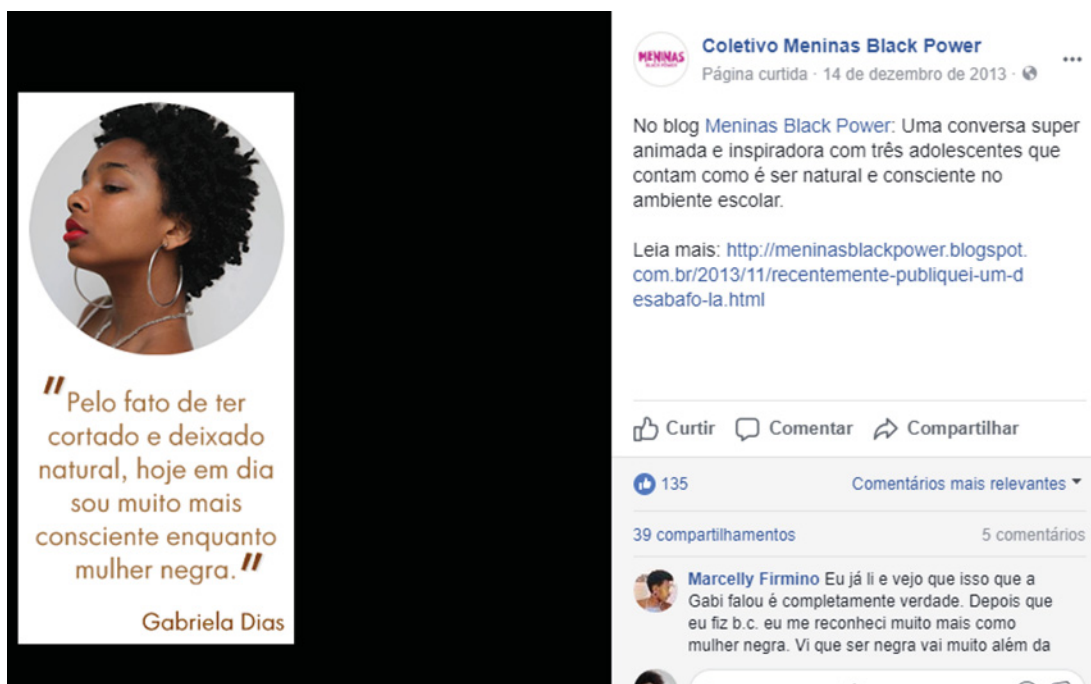 "Pelo fato de ter
cortado e deixado
natural, hoje em dia
sou muito mais
consciente enquanto
mulher negra."
Gabriela Dias
MENINAS
BLACK POWER
Coletivo Meninas Black Power
Página curtida · 14 de dezembro de 2013 ·
No blog Meninas Black Power: Uma conversa super
animada e inspiradora com três adolescentes que
contam como é ser natural e consciente no
ambiente escolar.
Leia mais: http://meninasblackpower.blogspot.
com.br/2013/11/recentemente-publiquei-um-d
esabafo-la.html
Curtir Comentar Compartilhar
135 Comentários mais relevantes
39 compartilhamentos 5 comentários
Marcelly Firmino Eu já li e vejo que isso que a
Gabi falou é completamente verdade. Depois que
eu fiz b.c. eu me reconheci muito mais como
mulher negra. Vi que ser negra vai muito além da